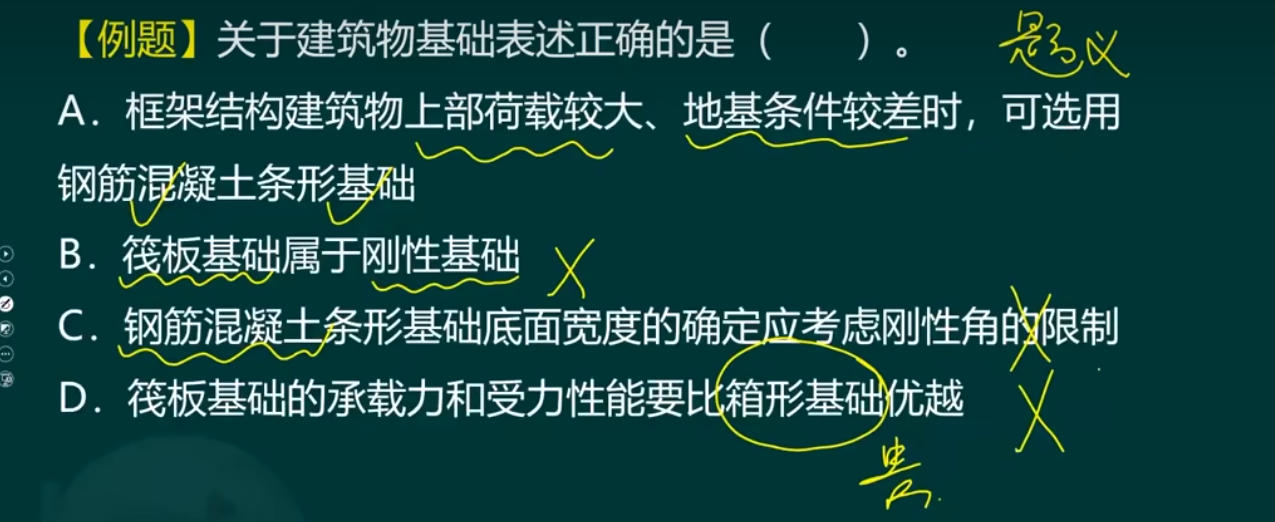 【例题】关于建筑物基础表述正确的是（　　）。
A．框架结构建筑物上部荷载较大、地基条件较差时，可选用
钢筋混凝土条形基础
B．筏板基础属于刚性基础
C．钢筋混凝土条形基础底面宽度的确定应考虑刚性角的限制
D．筏板基础的承载力和受力性能要比箱形基础优越
贵